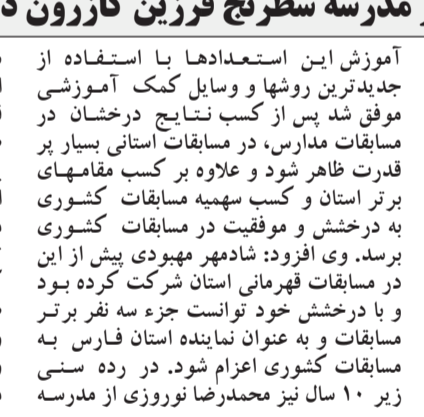 مدرسه شطرنج فرزین کازرون د
آموزش این استعدادها با استفاده از
جدیدترین روشها و وسایل کمک آموزشی
موفق شد پس از کسب نتایج درخشان در
مسابقات مدارس، در مسابقات استانی بسیار پر
قدرت ظاهر شود و علاوه بر کسب مقامهای
برتر استان و کسب سهمیه مسابقات کشوری
به درخشش و موفقیت در مسابقات کشوری
برسد. وی افزود: شادمهر مهبودی پیش از این
در مسابقات قهرمانی استان شرکت کرده بود
و با درخشش خود توانست جزء سه نفر برتر
مسابقات و به عنوان نماینده استان فارس به
مسابقات کشوری اعزام شود. در رده سنی
زیر ۱۰ سال نیز محمدرضا نوروزی از مدرسه